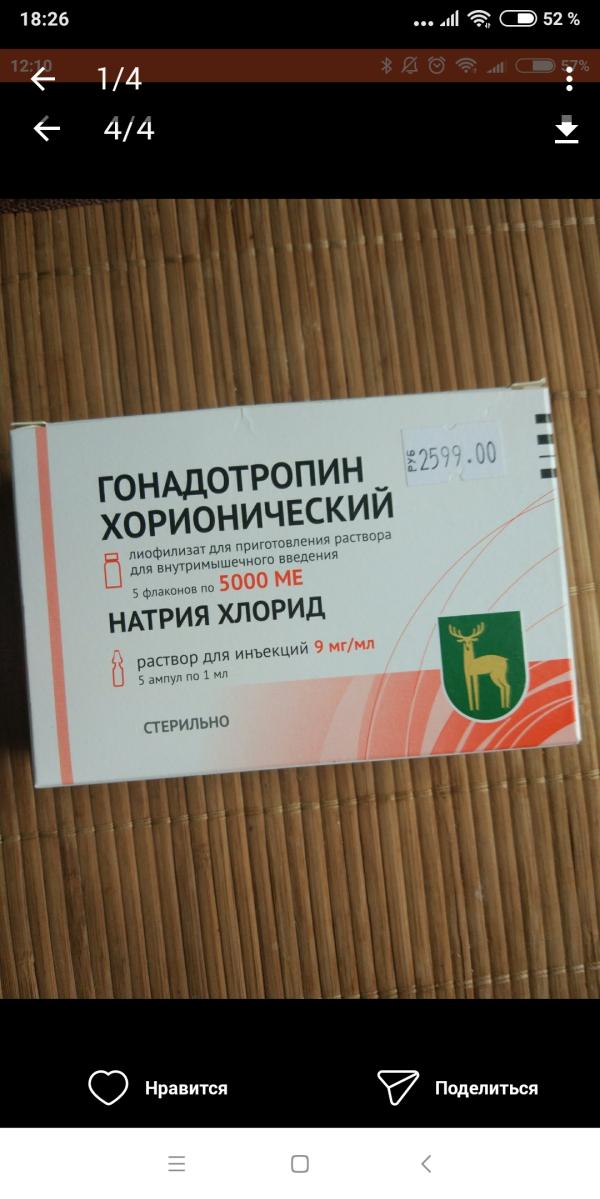 18:26
52 %
12:10
57%
1/4
4/4
ГОНАДОТРОПИН
ХОРИОНИЧЕСКИЙ
РУБ 2599.00
лиофилизат для приготовления раствора
для внутримышечного введения
5 флаконов по 5000 МЕ
НАТРИЯ ХЛОРИД
раствор для инъекций 9 мг/мл
5 ампул по 1 мл
СТЕРИЛЬНО
Нравится
Поделиться